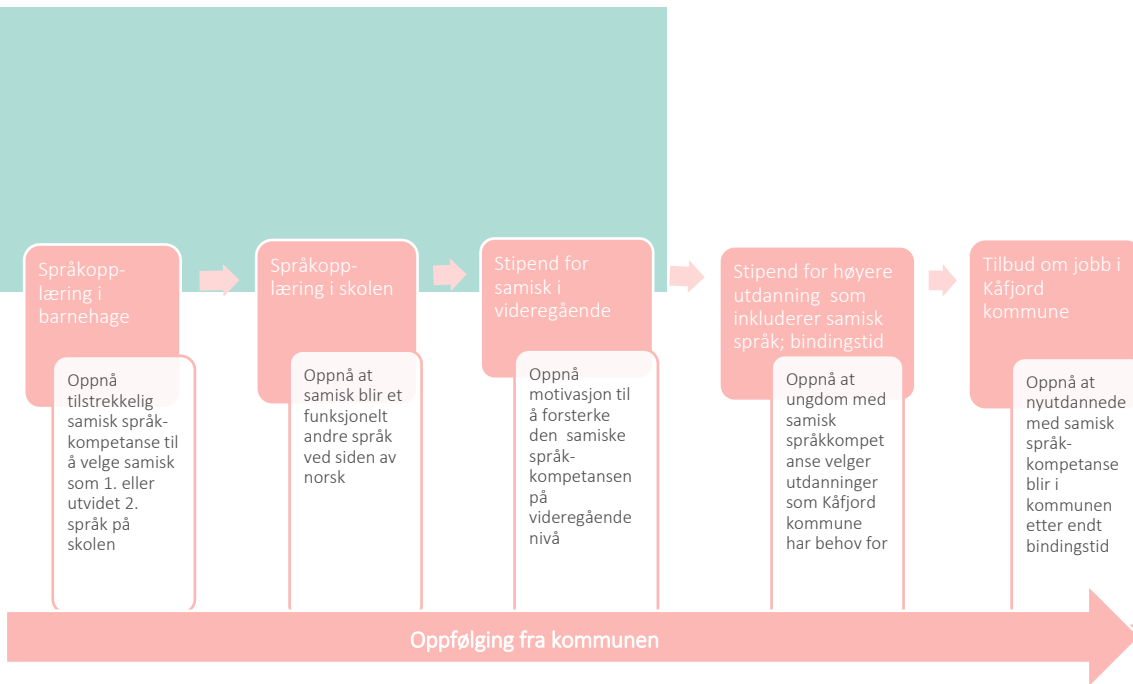 Språkopp-
læring i
barnehage
Oppnå
tilstrekkelig
samisk språk-
kompetanse til
å velge samisk
som 1. eller
utvidet 2.
språk på
skolen
Språkopp-
læring i skolen
Oppnå at
samisk blir et
funksjonelt
andre språk
ved siden av
norsk
Stipend for
samisk i
videregående
Oppnå
motivasjon til
å forsterke
den samiske
språk-
kompetansen
på
videregående
nivå
Stipend for høyere
utdanning som
inkluderer samisk
språk; bindingstid
Oppnå at
ungdom med
samisk
språkkompet
anse velger
utdanninger
som Kåfjord
kommune
har behov for
Tilbud om jobb i
Kåfjord
kommune
Oppnå at
nyutdannede
med samisk
språk-
kompetanse
blir i
kommunen
etter endt
bindingstid
Oppfølging fra kommunen